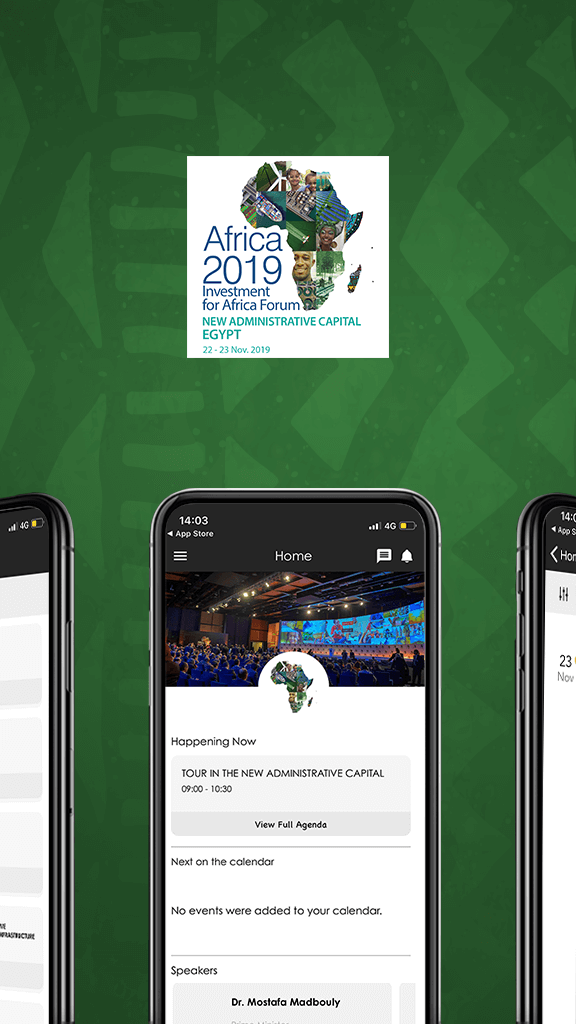 Africa
2019
Investment
for Africa Forum
NEW ADMINISTRATIVE CAPITAL
EGYPT
22 - 23 Nov. 2019
4G
14:03
4G
App Store
Home
14:0
App S
Hom
23
Nov
Happening Now
TOUR IN THE NEW ADMINISTRATIVE CAPITAL
09:00 - 10:30
View Full Agenda
Next on the calendar
No events were added to your calendar.
INFRASTRUCTURE
Speakers
Dr. Mostafa Madbouly
Prime Minister